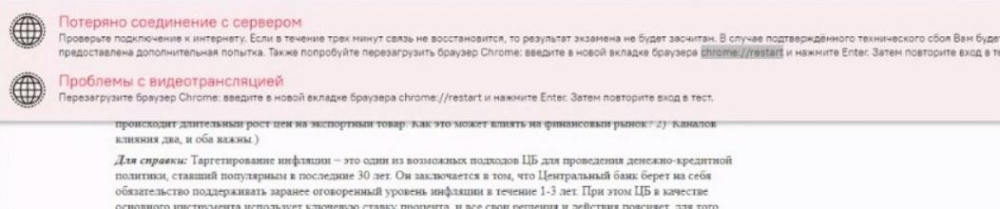 Потеряно соединение с сервером
Проверьте подключение к интернету. Если в течение трех минут связь не восстановится, то результат экзамена не будет засчитан. В случае подтверждённого технического сбоя Вам будет
предоставлена дополнительная попытка. Также попробуйте перезагрузить браузер Chrome: введите в новой вкладке браузера chrome://restart и нажмите Enter. Затем повторите вход в
Проблемы с видеотрансляцией
Перезагрузите браузер Chrome: введите в новой вкладке браузера chrome://restart и нажмите Enter. Затем повторите вход в тест.
происходит длительный рост цен на экспортный товар. Как это может влиять на финансовый рынок? 2) Каналов
влияния два, и оба важны.)
Для справки: Таргетирование инфляции – это один из возможных подходов ЦБ для проведения денежно-кредитной
политики, ставший популярным в последние 30 лет. Он заключается в том, что Центральный банк берет на себя
обязательство поддерживать заранее оговоренный уровень инфляции в течение 1-3 лет. При этом ЦБ в качестве
основного инструмента использует ключевую ставку процента, и все свои решения и действия поясняет, для того